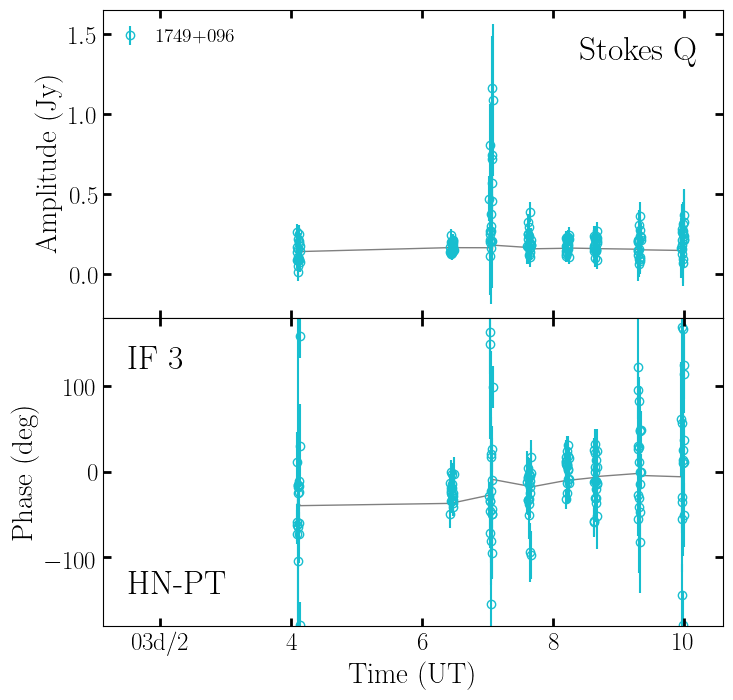 1749+096
Stokes Q
1.5
1.0
0.5
0.0
Amplitude (Jy)
IF 3
100
0
−100
Phase (deg)
HN-PT
03d/2
4
6
8
10
Time (UT)